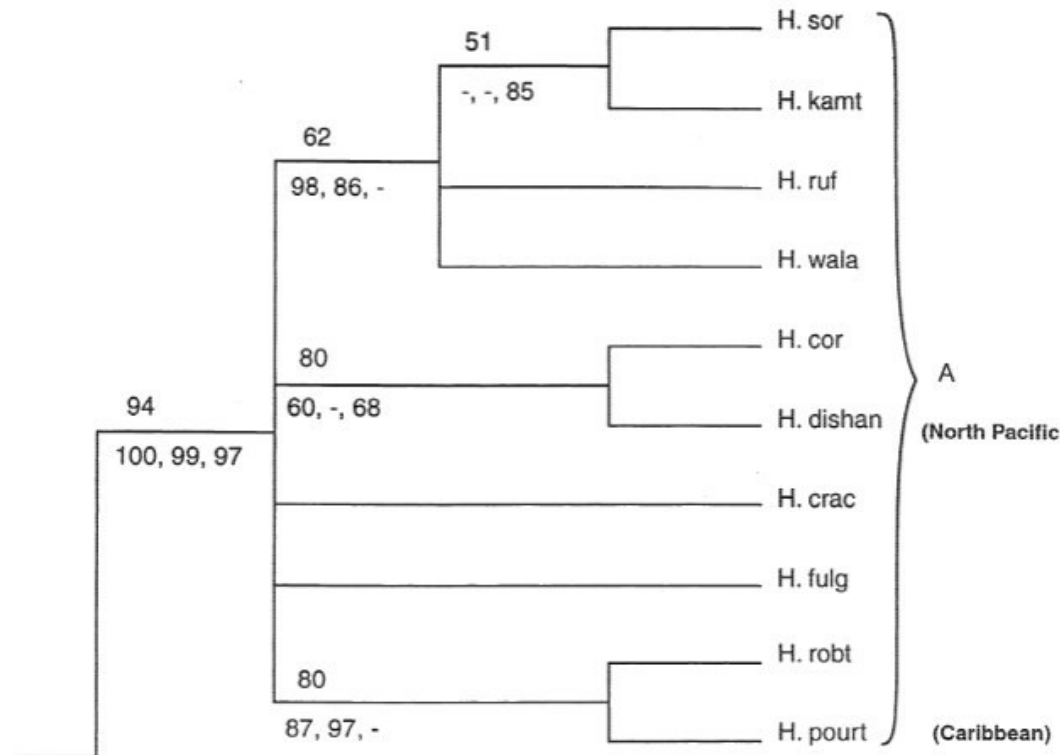 H. sor
51
-, -, 85
H. kamt
62
98, 86, -
H. ruf
H. wala
H. cor
80
60, -, 68
H. dishan
A
(North Pacific
94
100, 99, 97
H. crac
H. fulg
H. robt
80
87, 97, -
H. pourt
(Caribbean)